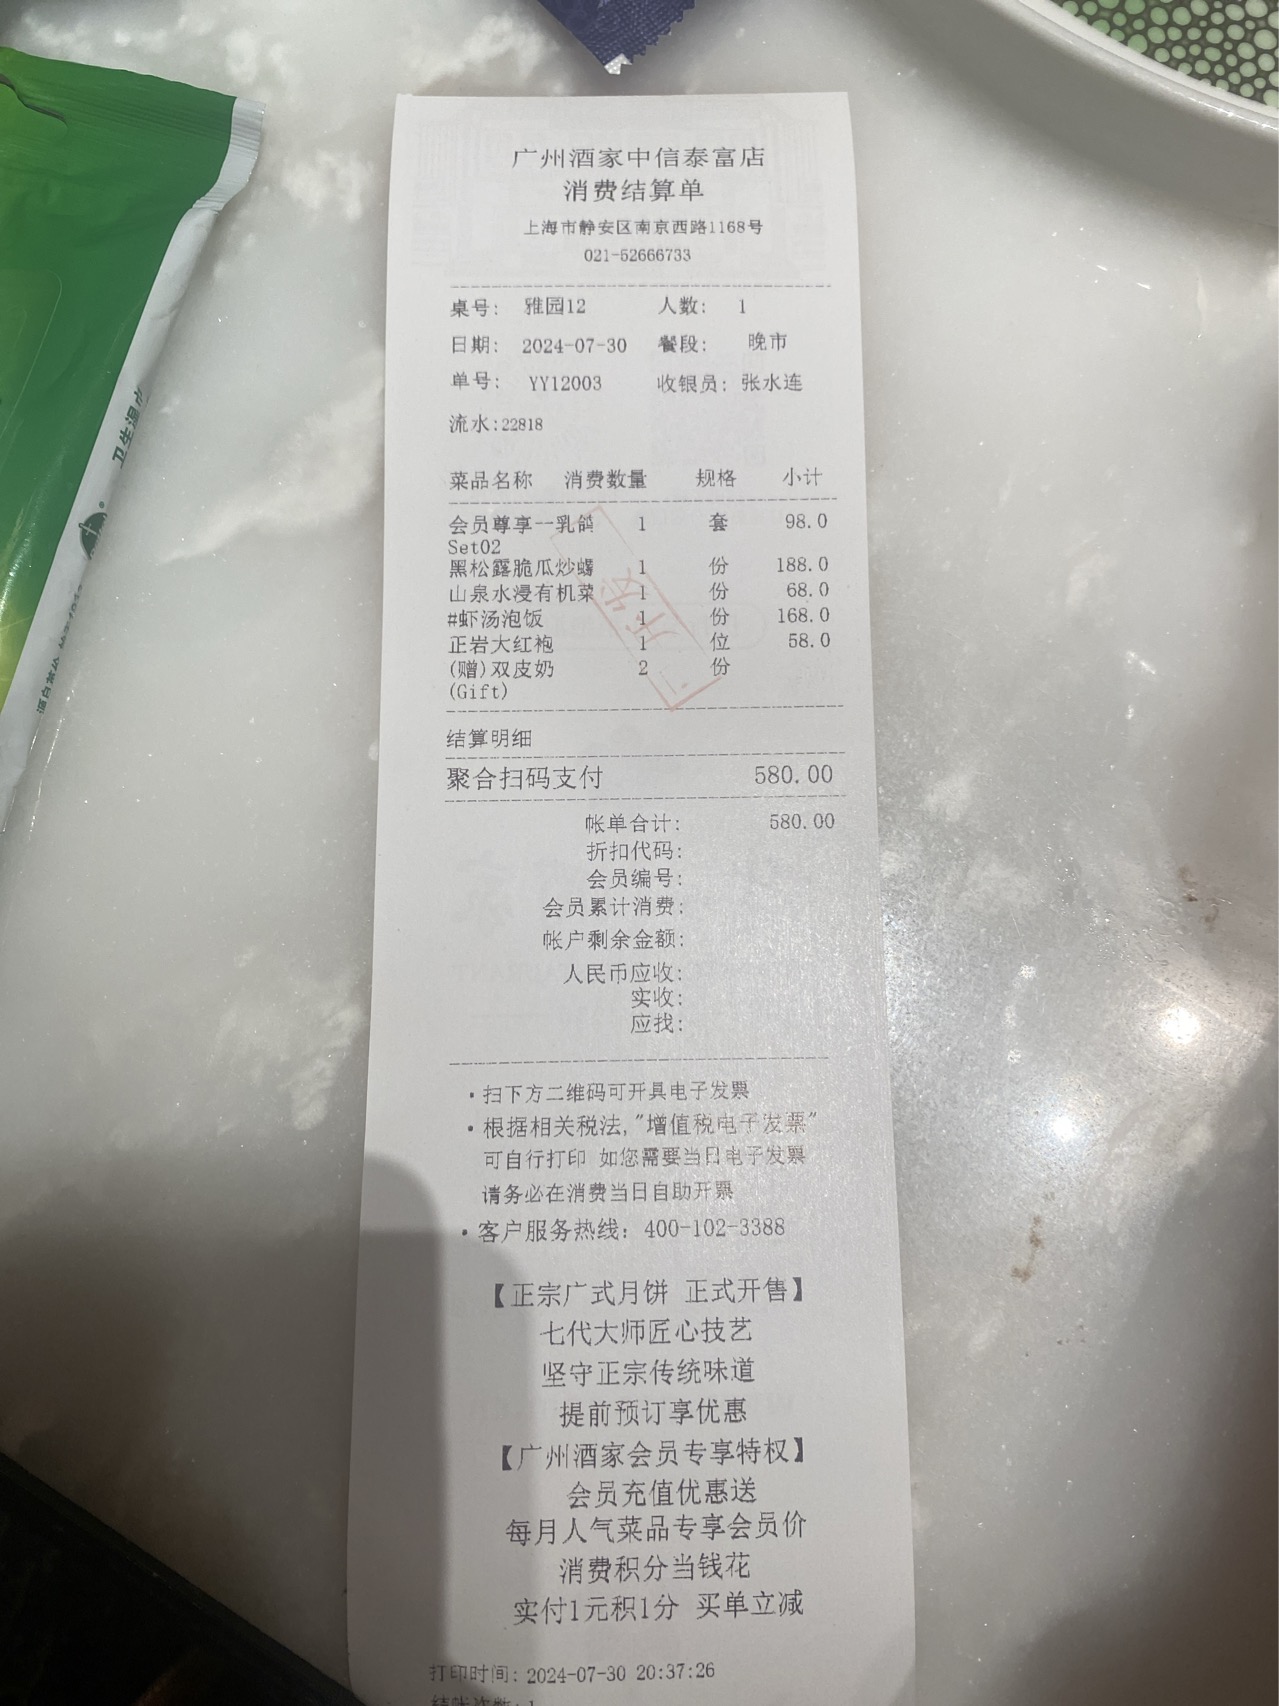 广州酒家中信泰富店
消费结算单
上海市静安区南京西路1168号
021-52666733
桌号: 雅园12 人数: 1
日期: 2024-07-30 餐段: 晚市
单号: YY12003 收银员: 张水连
流水:22818
菜品名称 消费数量 规格 小计
会员尊享一乳鸽 1 套 98.0
Set02
黑松露脆瓜炒螺 1 份 188.0
山泉水浸有机菜 1 份 68.0
#虾汤泡饭 1 份 168.0
正岩大红袍 1 位 58.0
(赠)双皮奶 2 份
(Gift)
结算明细
聚合扫码支付 580.00
帐单合计: 580.00
折扣代码:
会员编号:
会员累计消费:
帐户剩余金额:
人民币应收:
实收:
应找:
·扫下方二维码可开具电子发票
·根据相关税法,"增值税电子发票"
可自行打印 如您需要当日电子发票
请务必在消费当日自助开票
·客户服务热线: 400-102-3388
【正宗广式月饼 正式开售】
七代大师匠心技艺
坚守正宗传统味道
提前预订享优惠
【广州酒家会员专享特权】
会员充值优惠送
每月人气菜品专享会员价
消费积分当钱花
实付1元积1分 买单立减
打印时间: 2024-07-30 20:37:26
卫生湿巾